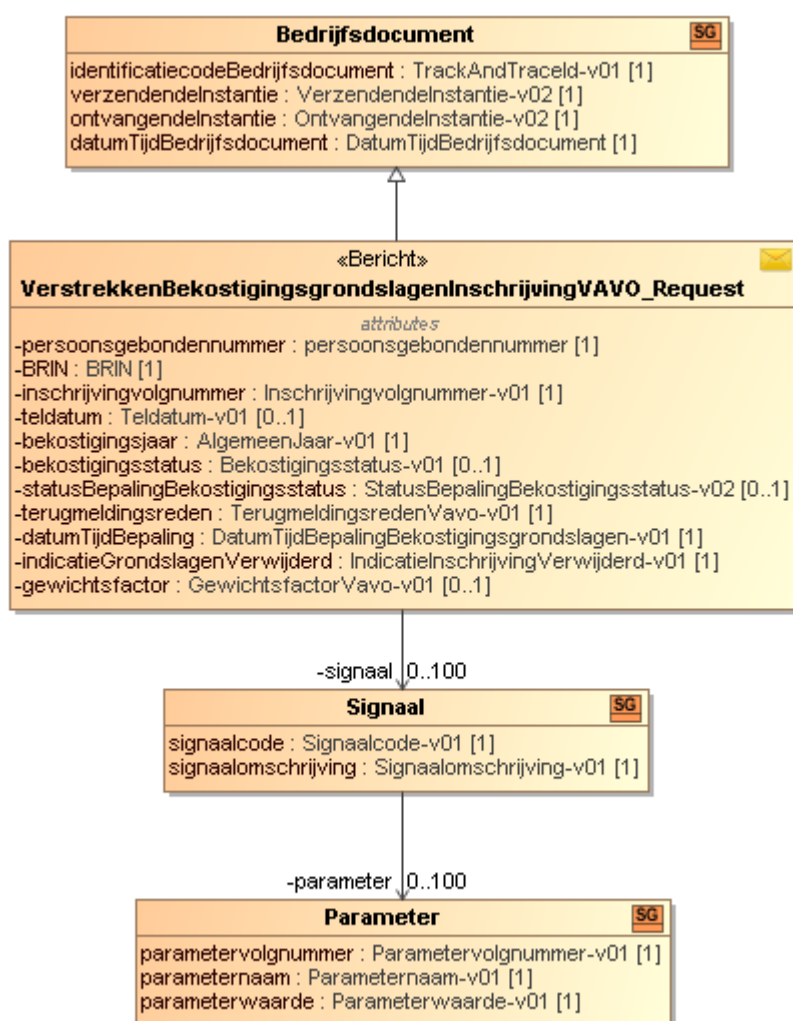 Bedrijfsdocument SG
identificatiecodeBedrijfsdocument : TrackAndTraceId-v01 [1]
verzendendeInstantie : VerzendendeInstantie-v02 [1]
ontvangendeInstantie : OntvangendeInstantie-v02 [1]
datumTijdBedrijfsdocument : DatumTijdBedrijfsdocument [1]
«Bericht»
VerstrekkenBekostigingsgrondslagenInschrijvingVAVO_Request
attributes
-persoonsgebondennummer : persoonsgebondennummer [1]
-BRIN : BRIN [1]
-inschrijvingvolgnummer : Inschrijvingvolgnummer-v01 [1]
-teldatum : Teldatum-v01 [0..1]
-bekostigingsjaar : AlgemeenJaar-v01 [1]
-bekostigingsstatus : Bekostigingsstatus-v01 [0..1]
-statusBepalingBekostigingsstatus : StatusBepalingBekostigingsstatus-v02 [0..1]
-terugmeldingsreden : TerugmeldingsredenVavo-v01 [1]
-datumTijdBepaling : DatumTijdBepalingBekostigingsgrondslagen-v01 [1]
-indicatieGrondslagenVerwijderd : IndicatieInschrijvingVerwijderd-v01 [1]
-gewichtsfactor : GewichtsfactorVavo-v01 [0..1]
-signaal 0..100
Signaal SG
signaalcode : Signaalcode-v01 [1]
signaalomschrijving : Signaalomschrijving-v01 [1]
-parameter 0..100
Parameter SG
parametervolgnummer : Parametervolgnummer-v01 [1]
parameternaam : Parameternaam-v01 [1]
parameterwaarde : Parameterwaarde-v01 [1]